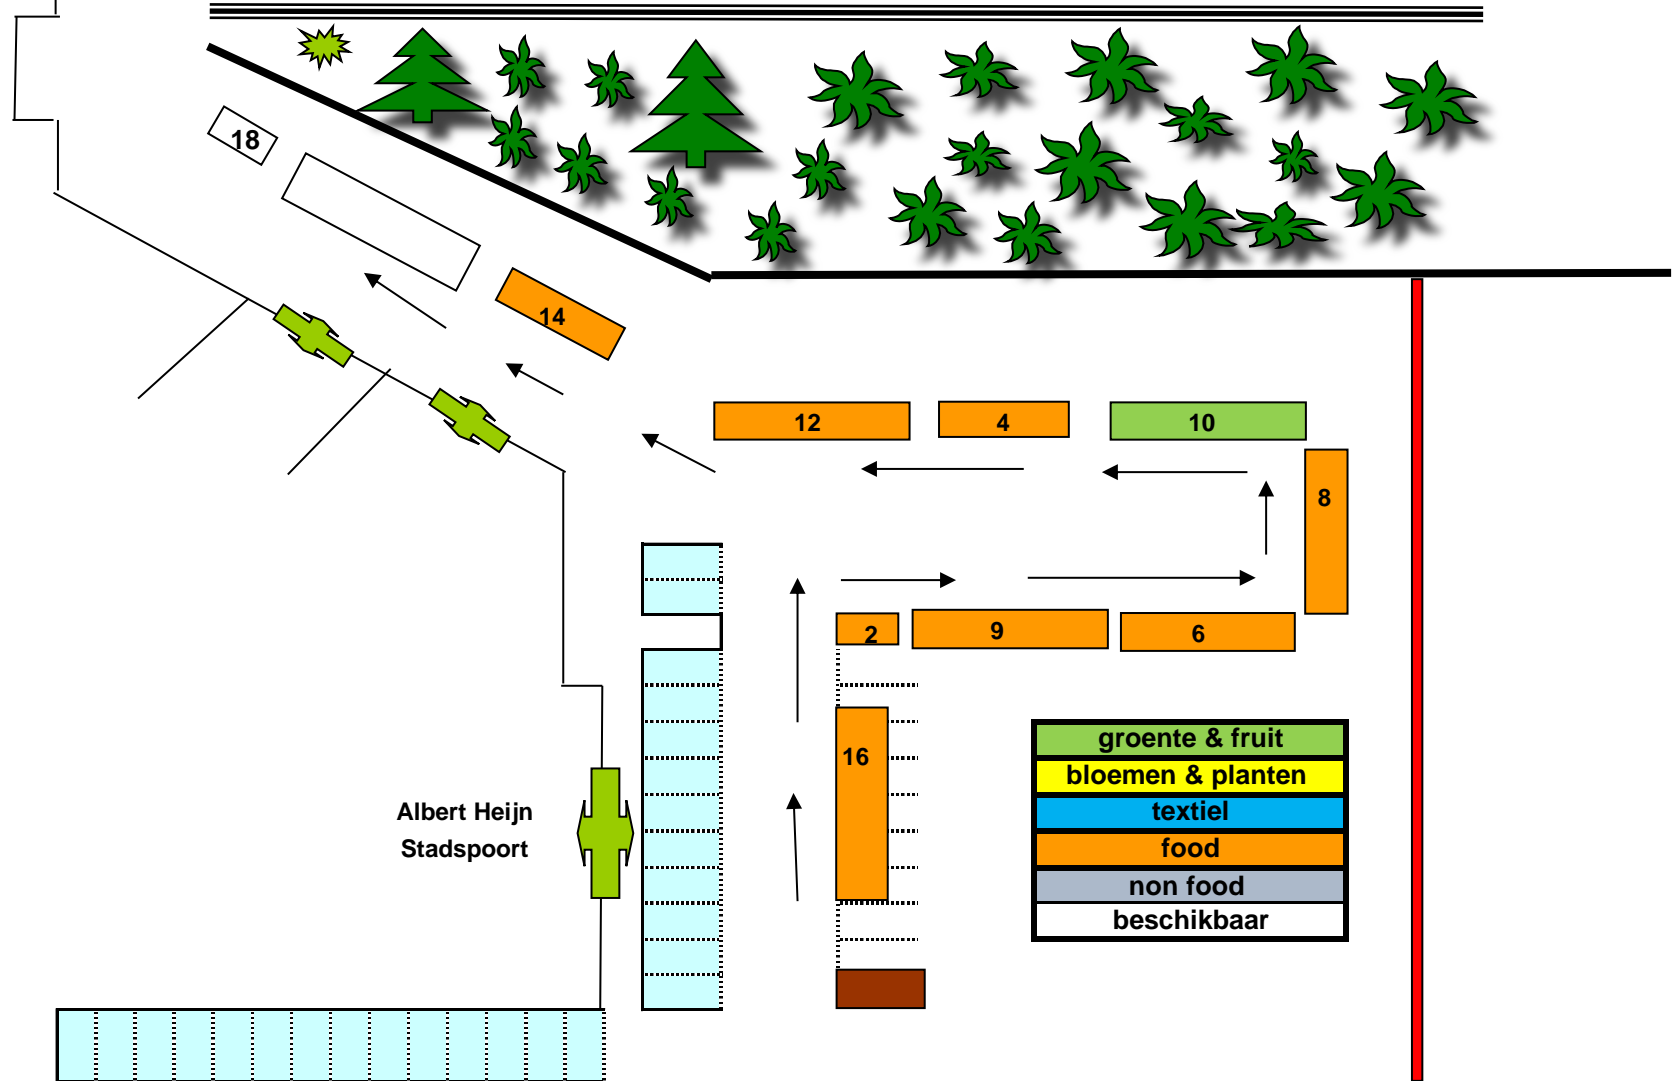 18
14
12
4
10
8
2
9
6
16
groente & fruit
bloemen & planten
textiel
food
non food
beschikbaar
Albert Heijn
Stadspoort